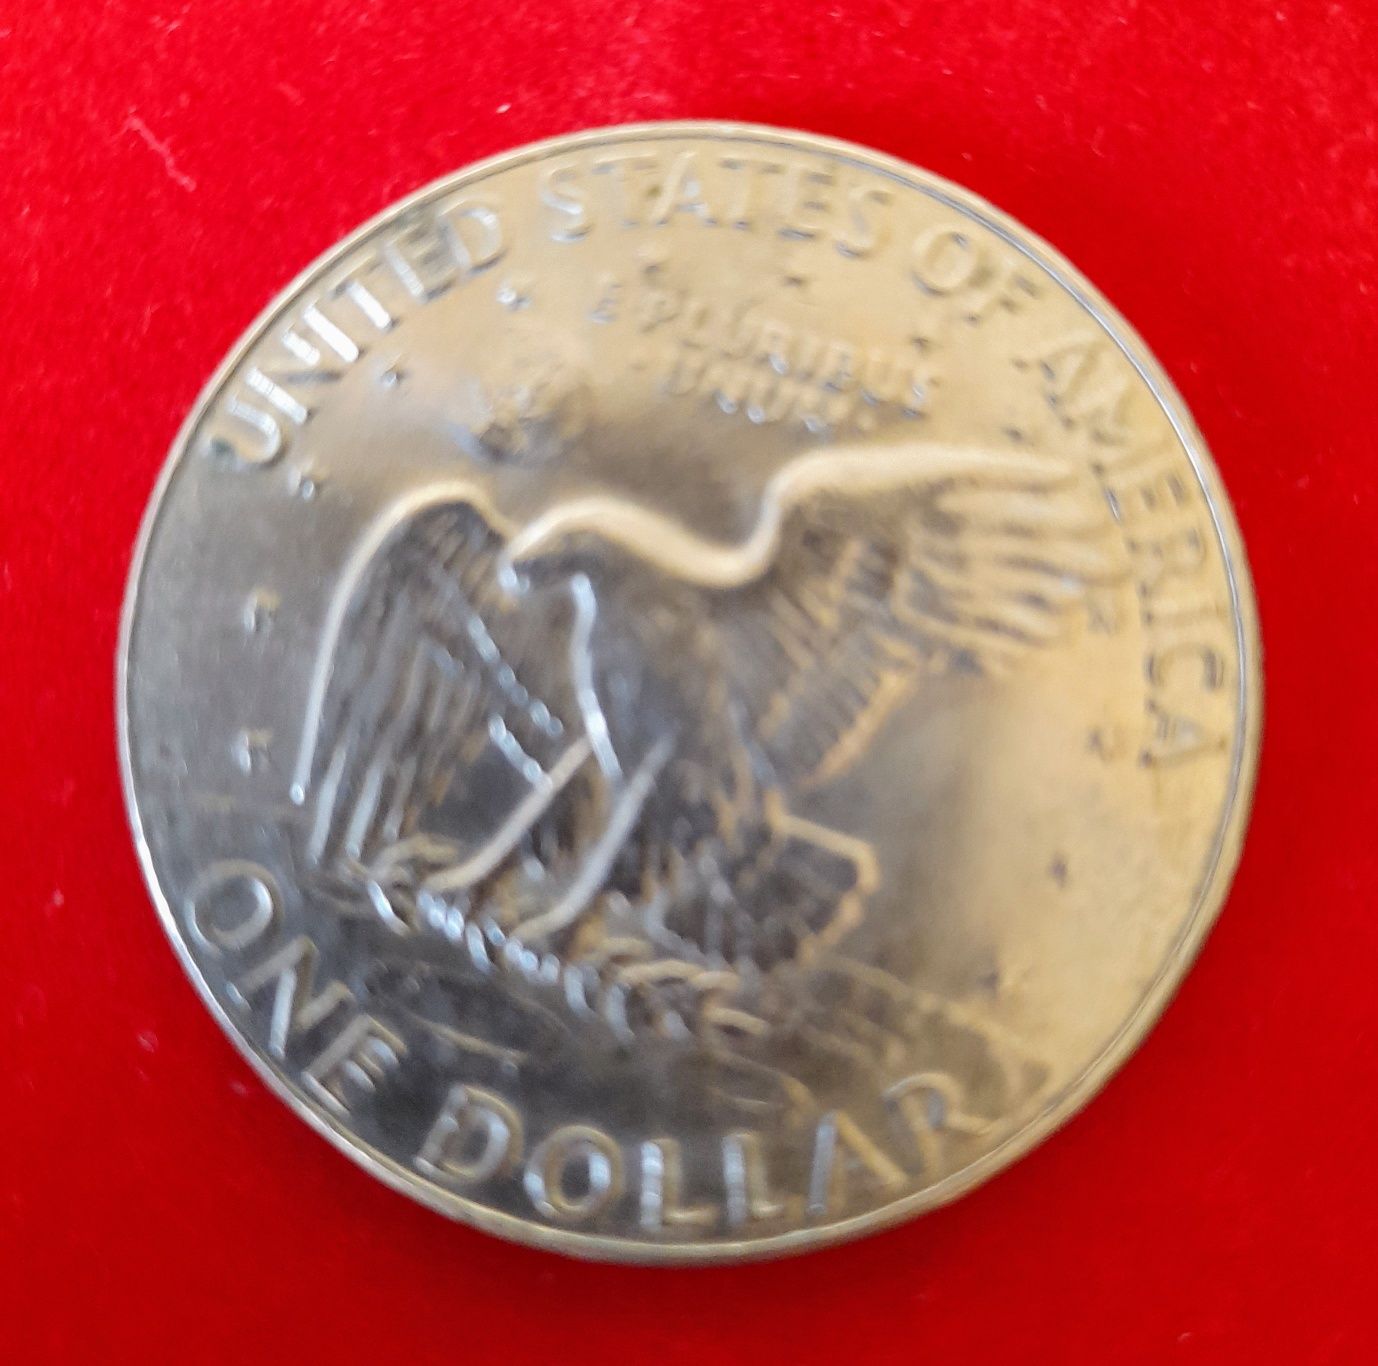 UNITED STATES OF AMERICA
E PLURIBUS
UNUM
ONE DOLLAR